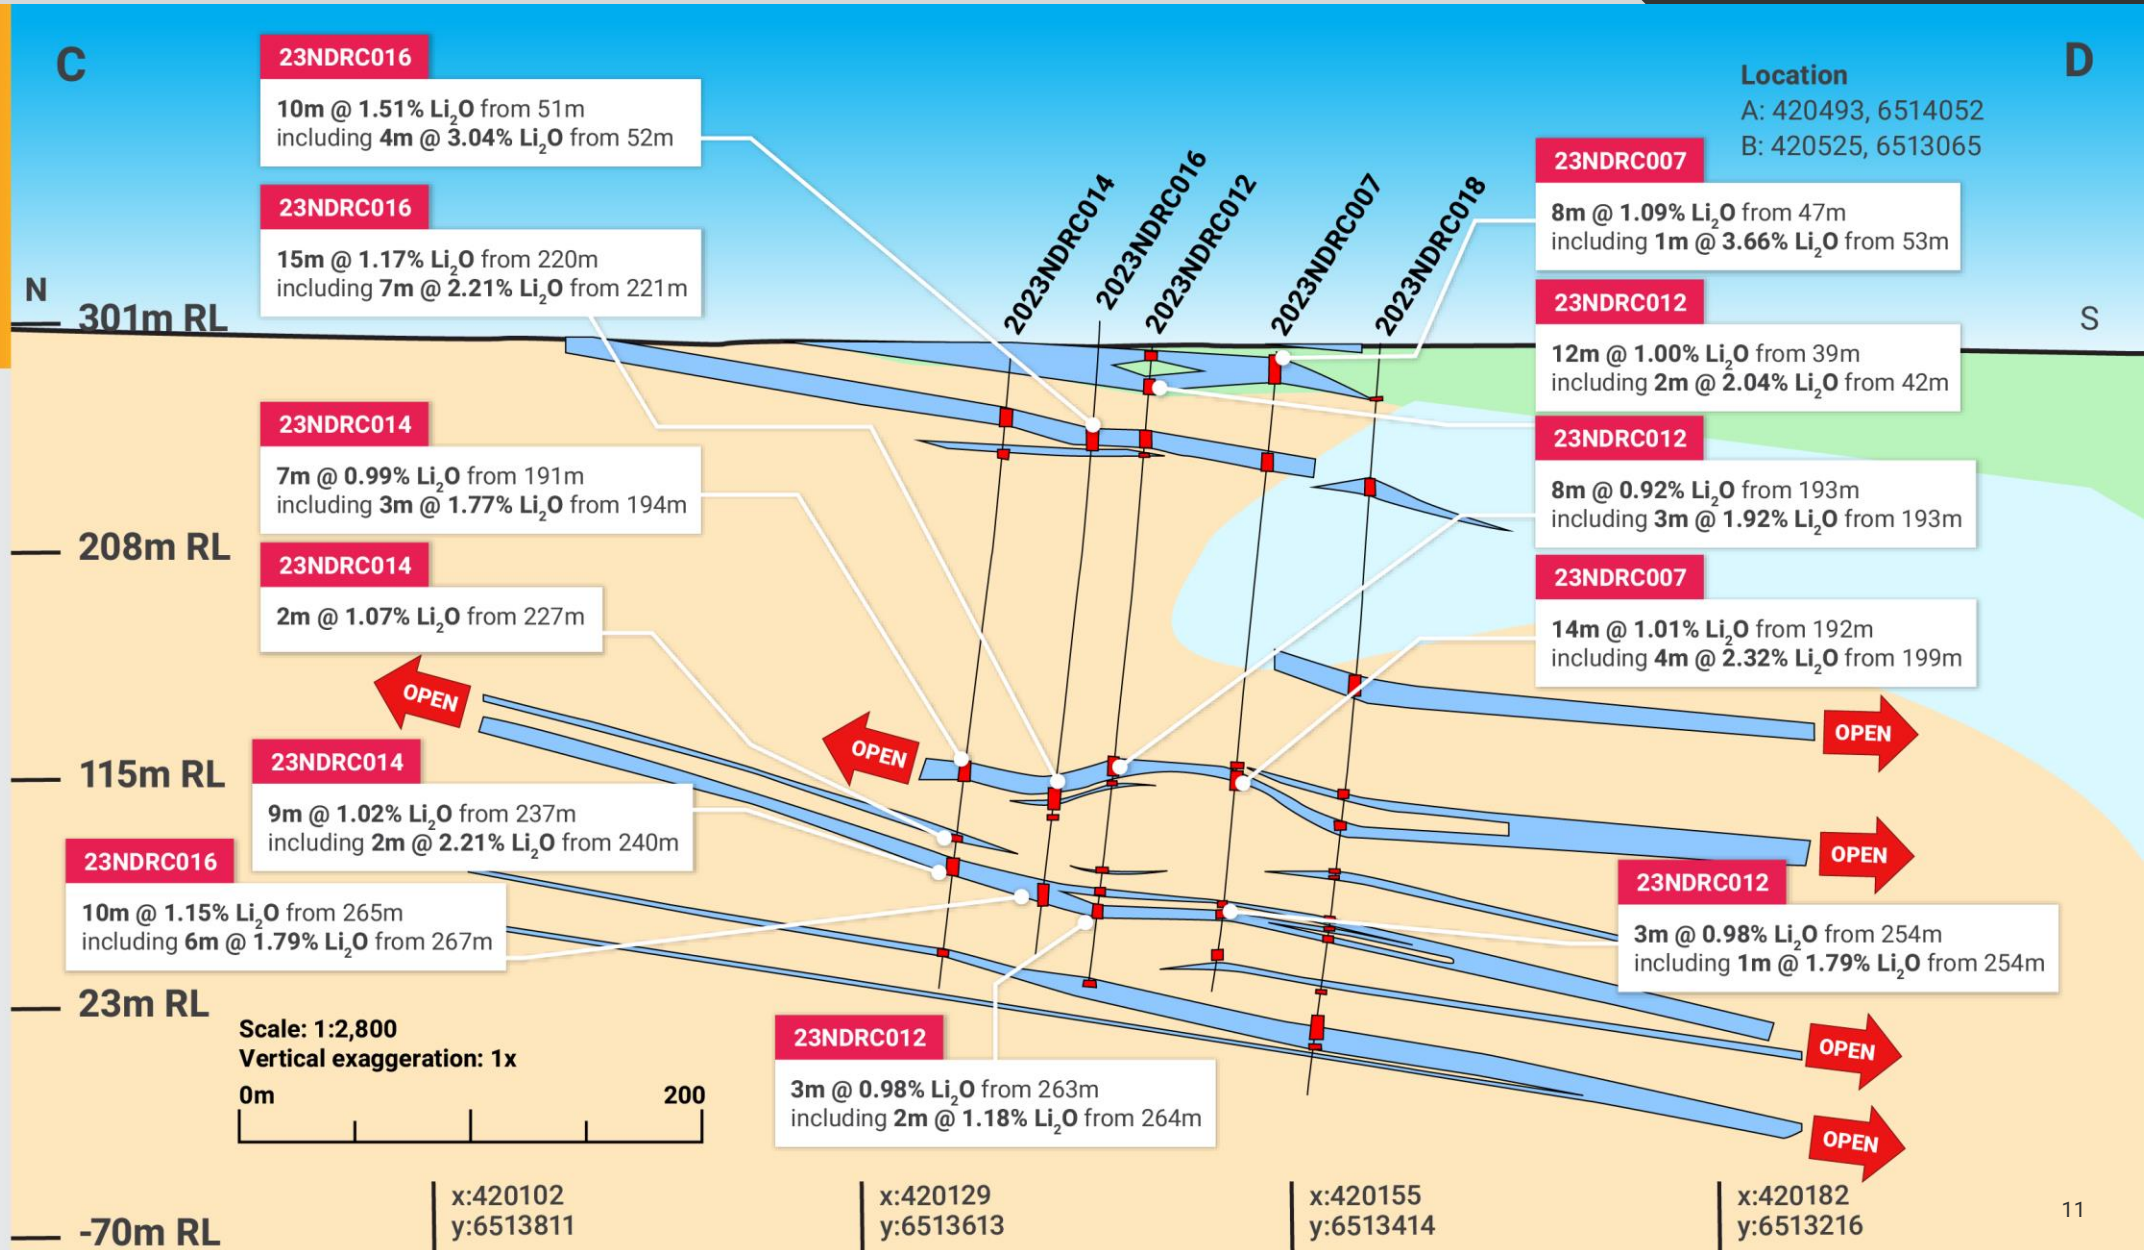 C
D
Location
A: 420493, 6514052
B: 420525, 6513065
23NDRC016
10m @ 1.51% Li₂O from 51m
including 4m @ 3.04% Li₂O from 52m
23NDRC016
15m @ 1.17% Li₂O from 220m
including 7m @ 2.21% Li₂O from 221m
2023NDRC014
2023NDRC016
2023NDRC012
2023NDRC007
2023NDRC018
23NDRC007
8m @ 1.09% Li₂O from 47m
including 1m @ 3.66% Li₂O from 53m
23NDRC012
12m @ 1.00% Li₂O from 39m
including 2m @ 2.04% Li₂O from 42m
N
301m RL
S
23NDRC014
7m @ 0.99% Li₂O from 191m
including 3m @ 1.77% Li₂O from 194m
23NDRC012
8m @ 0.92% Li₂O from 193m
including 3m @ 1.92% Li₂O from 193m
208m RL
23NDRC014
2m @ 1.07% Li₂O from 227m
23NDRC007
14m @ 1.01% Li₂O from 192m
including 4m @ 2.32% Li₂O from 199m
OPEN
OPEN
OPEN
115m RL
23NDRC014
9m @ 1.02% Li₂O from 237m
including 2m @ 2.21% Li₂O from 240m
OPEN
23NDRC016
10m @ 1.15% Li₂O from 265m
including 6m @ 1.79% Li₂O from 267m
23NDRC012
3m @ 0.98% Li₂O from 254m
including 1m @ 1.79% Li₂O from 254m
23m RL
OPEN
23NDRC012
3m @ 0.98% Li₂O from 263m
including 2m @ 1.18% Li₂O from 264m
OPEN
Scale: 1:2,800
Vertical exaggeration: 1x
0m 200
-70m RL
x:420102
y:6513811
x:420129
y:6513613
x:420155
y:6513414
x:420182
y:6513216
11